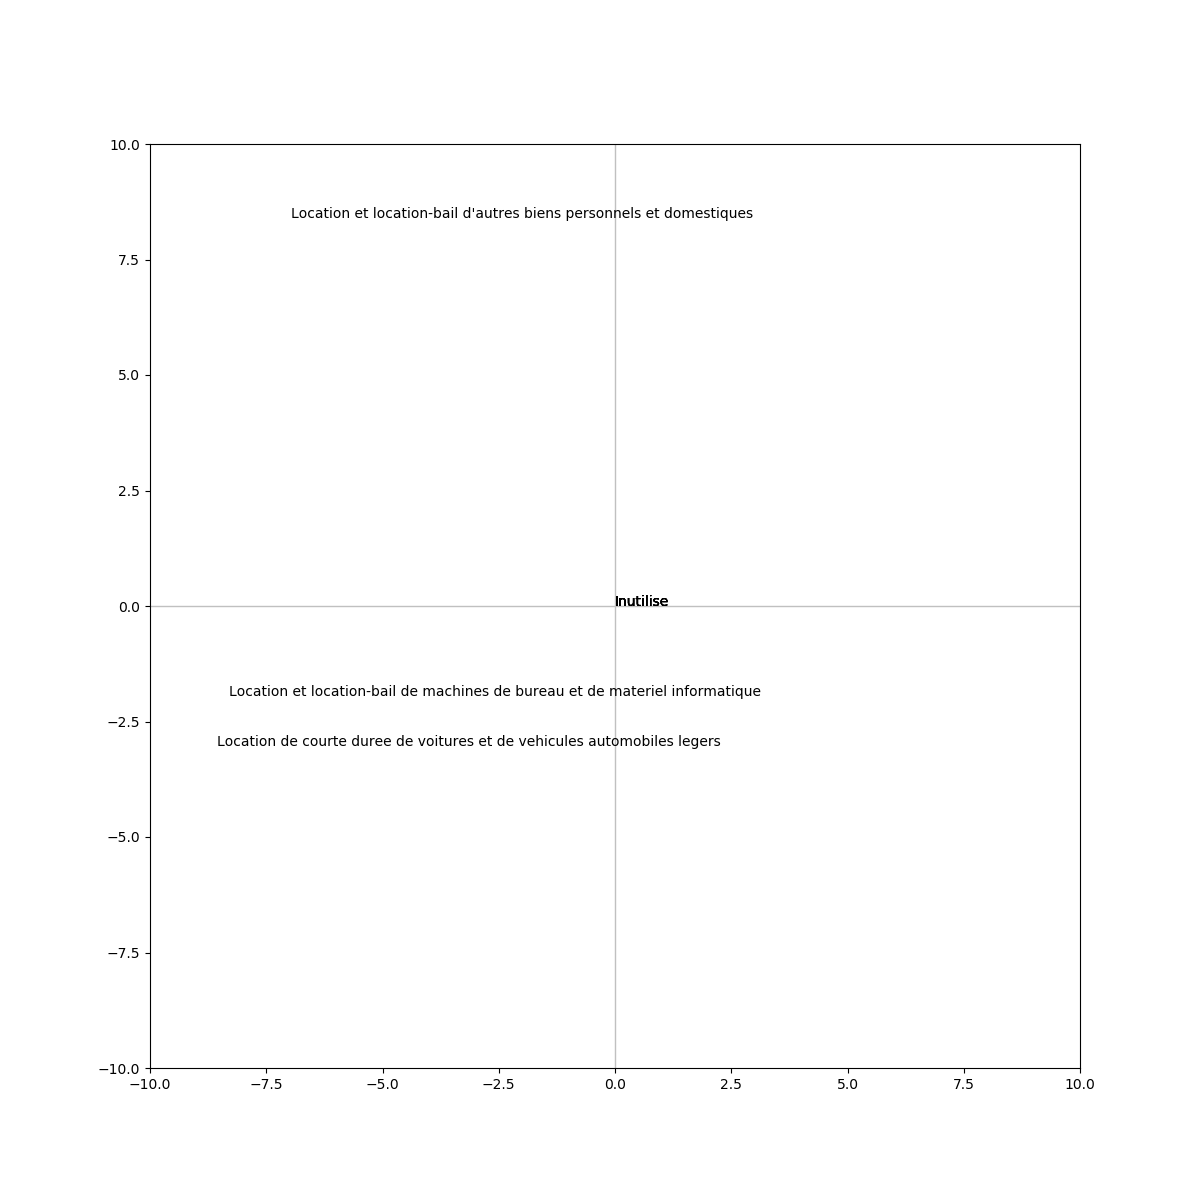 10.0
Location et location-bail d'autres biens personnels et domestiques
7.5
5.0
2.5
Inutilise
0.0
Location et location-bail de machines de bureau et de materiel informatique
−2.5
Location de courte duree de voitures et de vehicules automobiles legers
−5.0
−7.5
−10.0
−10.0 −7.5 −5.0 −2.5 0.0 2.5 5.0 7.5 10.0